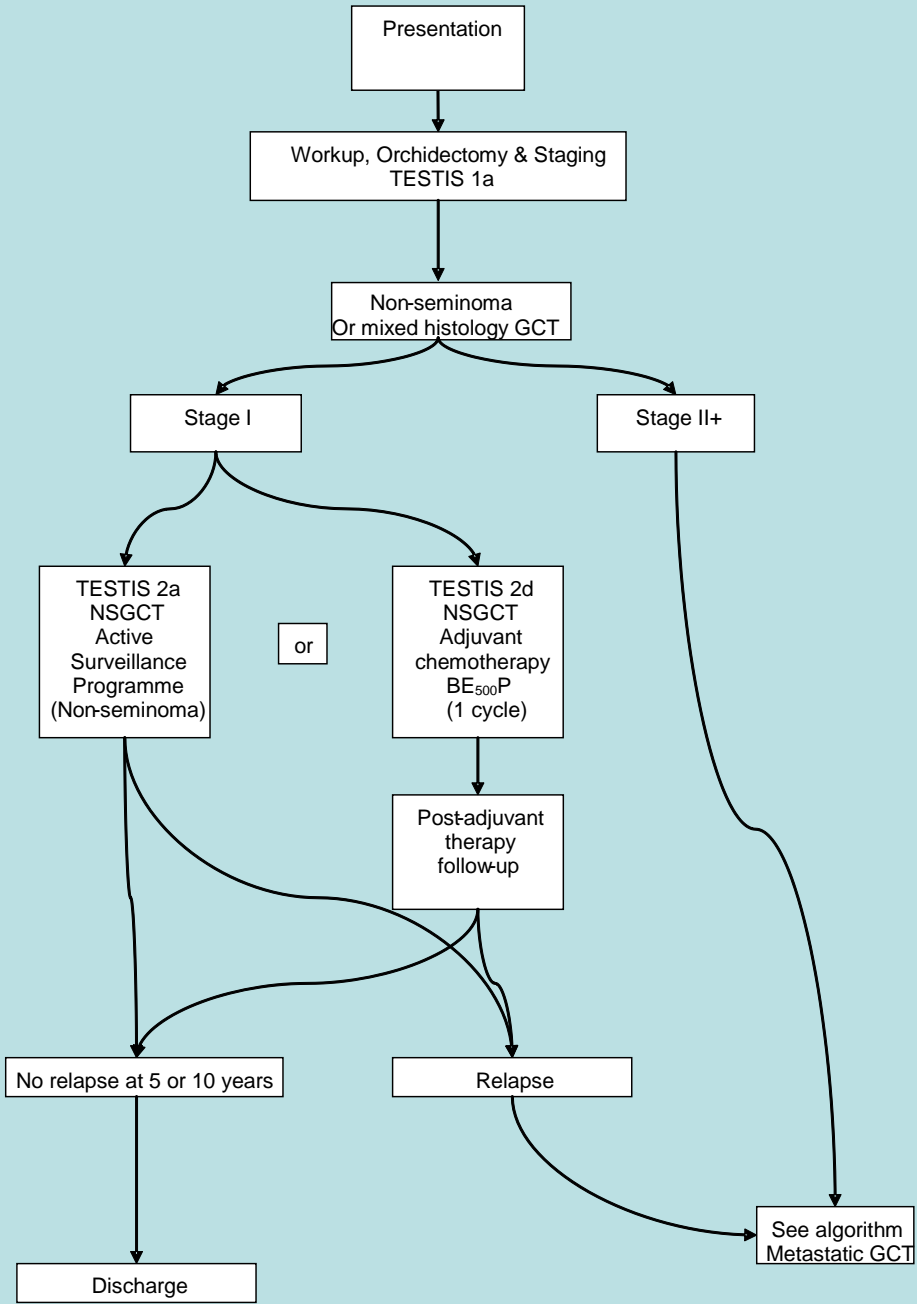 Presentation
Workup, Orchidectomy & Staging
TESTIS 1a
Non-seminoma
Or mixed histology GCT
Stage I
Stage II+
TESTIS 2a
NSGCT
Active
Surveillance
Programme
(Non-seminoma)
or
TESTIS 2d
NSGCT
Adjuvant
chemotherapy
BE₅₀₀P
(1 cycle)
Post-adjuvant
therapy
follow-up
No relapse at 5 or 10 years
Relapse
See algorithm
Metastatic GCT
Discharge